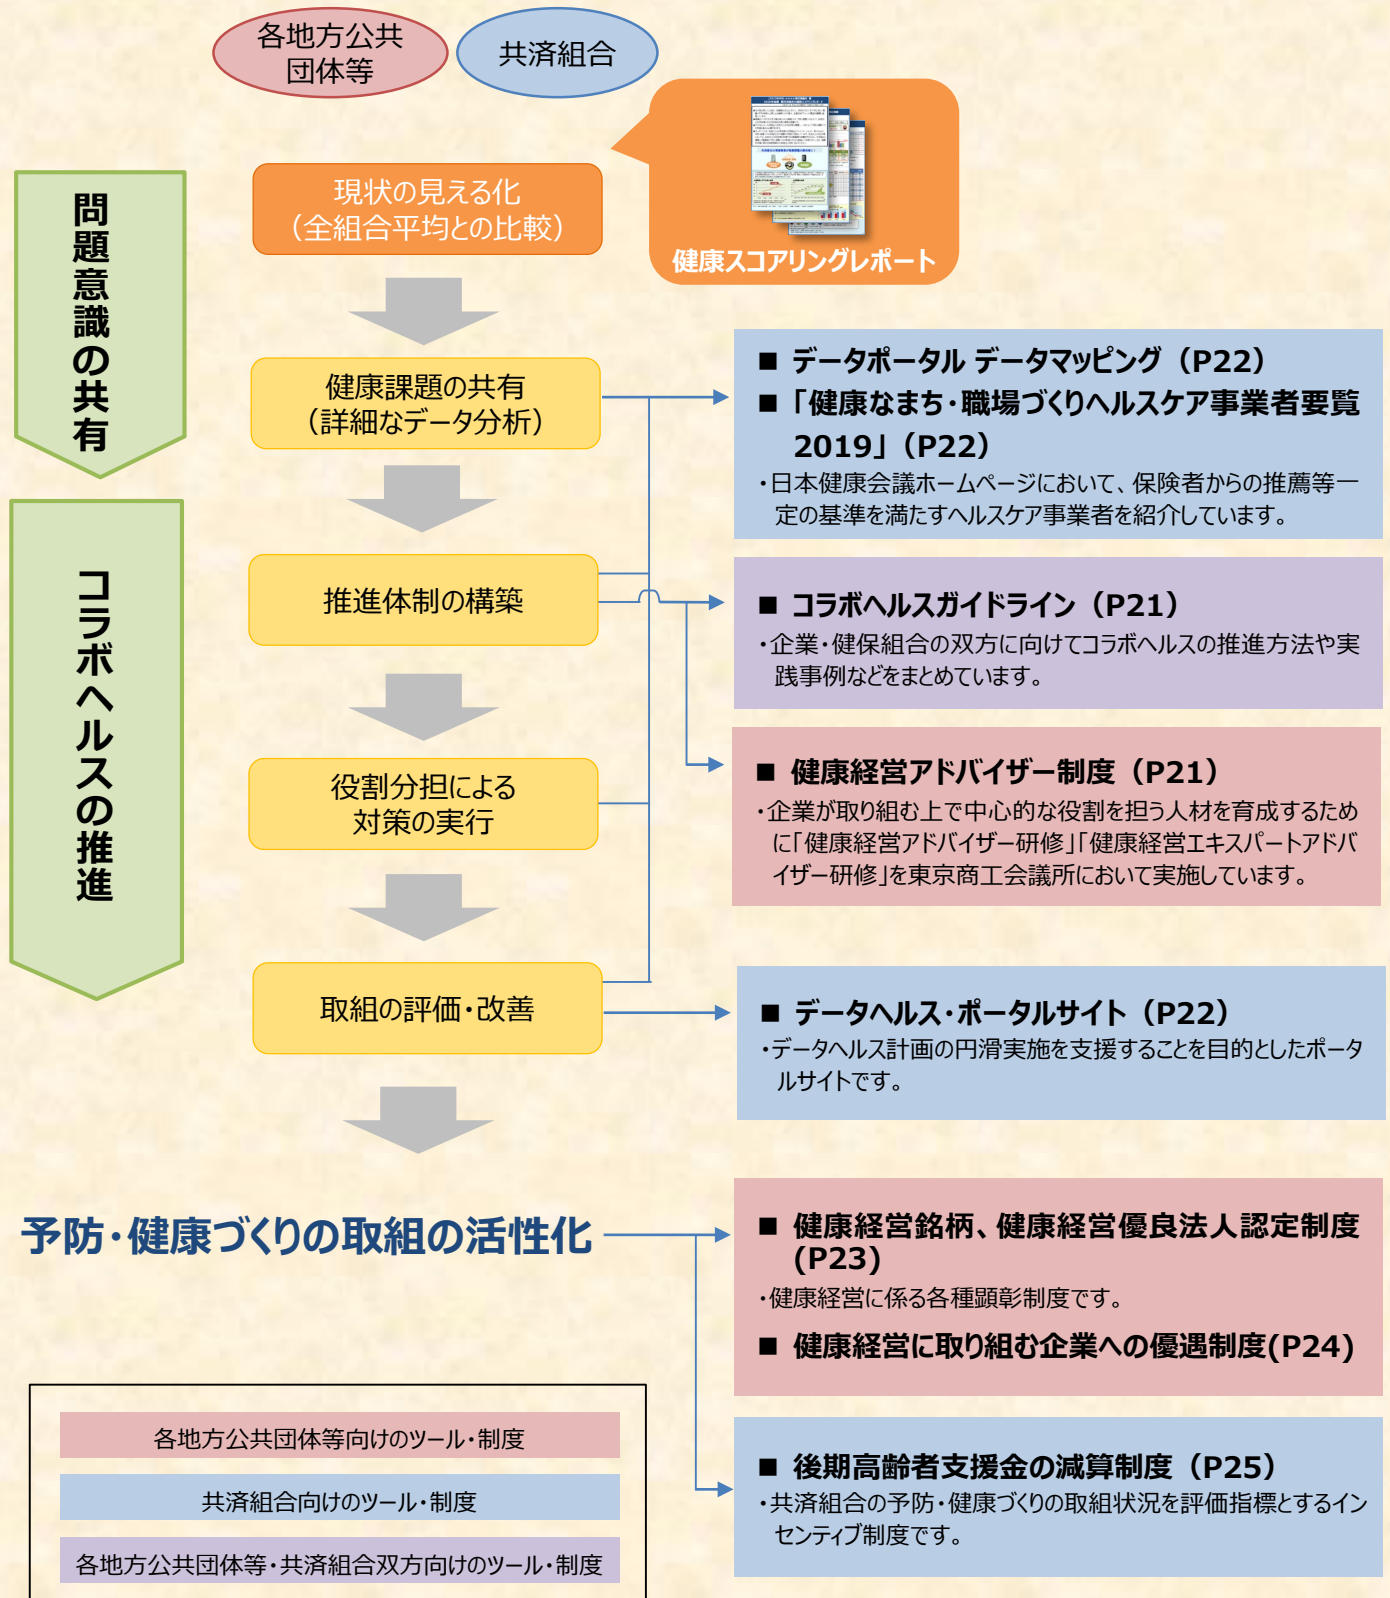 各地方公共
団体等
共済組合
現状の見える化
（全組合平均との比較）
健康スコアリングレポート
問題意識の共有
健康課題の共有
（詳細なデータ分析）
■ データポータル データマッピング（P22）
■ 「健康なまち・職場づくりヘルスケア事業者要覧
2019」（P22）
・日本健康会議ホームページにおいて、保険者からの推薦等一
定の基準を満たすヘルスケア事業者を紹介しています。
コラボヘルスの推進
推進体制の構築
■ コラボヘルスガイドライン（P21）
・企業・健保組合の双方に向けてコラボヘルスの推進方法や実
践事例などをまとめています。
役割分担による
対策の実行
■ 健康経営アドバイザー制度（P21）
・企業が取り組む上で中心的な役割を担う人材を育成するため
に「健康経営アドバイザー研修」「健康経営エキスパートアドバ
イザー研修」を東京商工会議所において実施しています。
取組の評価・改善
■ データヘルス・ポータルサイト（P22）
・データヘルス計画の円滑実施を支援することを目的としたポータ
ルサイトです。
予防・健康づくりの取組の活性化
■ 健康経営銘柄、健康経営優良法人認定制度
(P23)
・健康経営に係る各種顕彰制度です。
■ 健康経営に取り組む企業への優遇制度(P24)
■ 後期高齢者支援金の減算制度（P25）
・共済組合の予防・健康づくりの取組状況を評価指標とするイン
センティブ制度です。
各地方公共団体等向けのツール・制度
共済組合向けのツール・制度
各地方公共団体等・共済組合双方向けのツール・制度